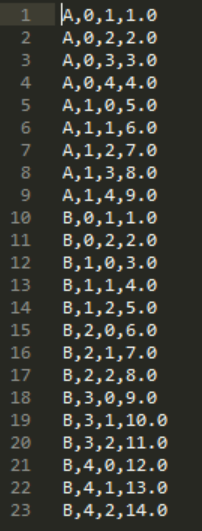 1 A,0,1,1.0
2 A,0,2,2.0
3 A,0,3,3.0
4 A,0,4,4.0
5 A,1,0,5.0
6 A,1,1,6.0
7 A,1,2,7.0
8 A,1,3,8.0
9 A,1,4,9.0
10 B,0,1,1.0
11 B,0,2,2.0
12 B,1,0,3.0
13 B,1,1,4.0
14 B,1,2,5.0
15 B,2,0,6.0
16 B,2,1,7.0
17 B,2,2,8.0
18 B,3,0,9.0
19 B,3,1,10.0
20 B,3,2,11.0
21 B,4,0,12.0
22 B,4,1,13.0
23 B,4,2,14.0